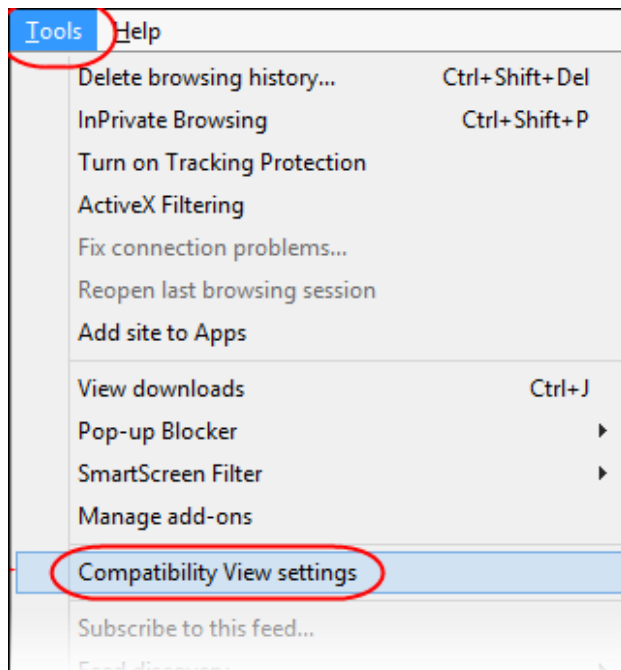 Tools Help
Delete browsing history... Ctrl+Shift+Del
InPrivate Browsing Ctrl+Shift+P
Turn on Tracking Protection
ActiveX Filtering
Fix connection problems...
Reopen last browsing session
Add site to Apps
View downloads Ctrl+J
Pop-up Blocker
SmartScreen Filter
Manage add-ons
Compatibility View settings
Subscribe to this feed...
Feed discovery